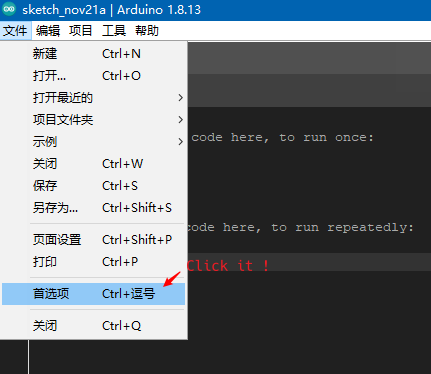 sketch_nov21a | Arduino 1.8.13
文件 编辑 项目 工具 帮助
新建 Ctrl+N
打开... Ctrl+O
打开最近的
项目文件夹
示例
code here, to run once:
关闭 Ctrl+W
保存 Ctrl+S
另存为... Ctrl+Shift+S
code here, to run repeatedly:
页面设置 Ctrl+Shift+P
打印 Ctrl+P
Click it !
首选项 Ctrl+逗号
关闭 Ctrl+Q